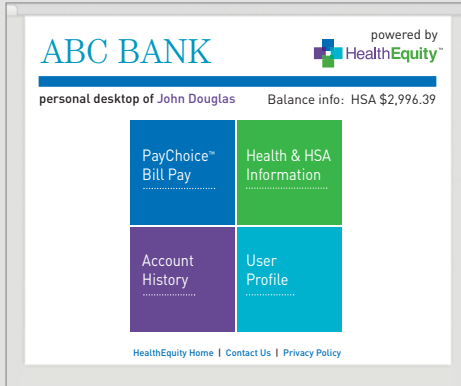 ABC BANK
powered by
HealthEquity™
personal desktop of John Douglas
Balance info: HSA $2,996.39
PayChoice™
Bill Pay
Health & HSA
Information
Account
History
User
Profile
HealthEquity Home | Contact Us | Privacy Policy